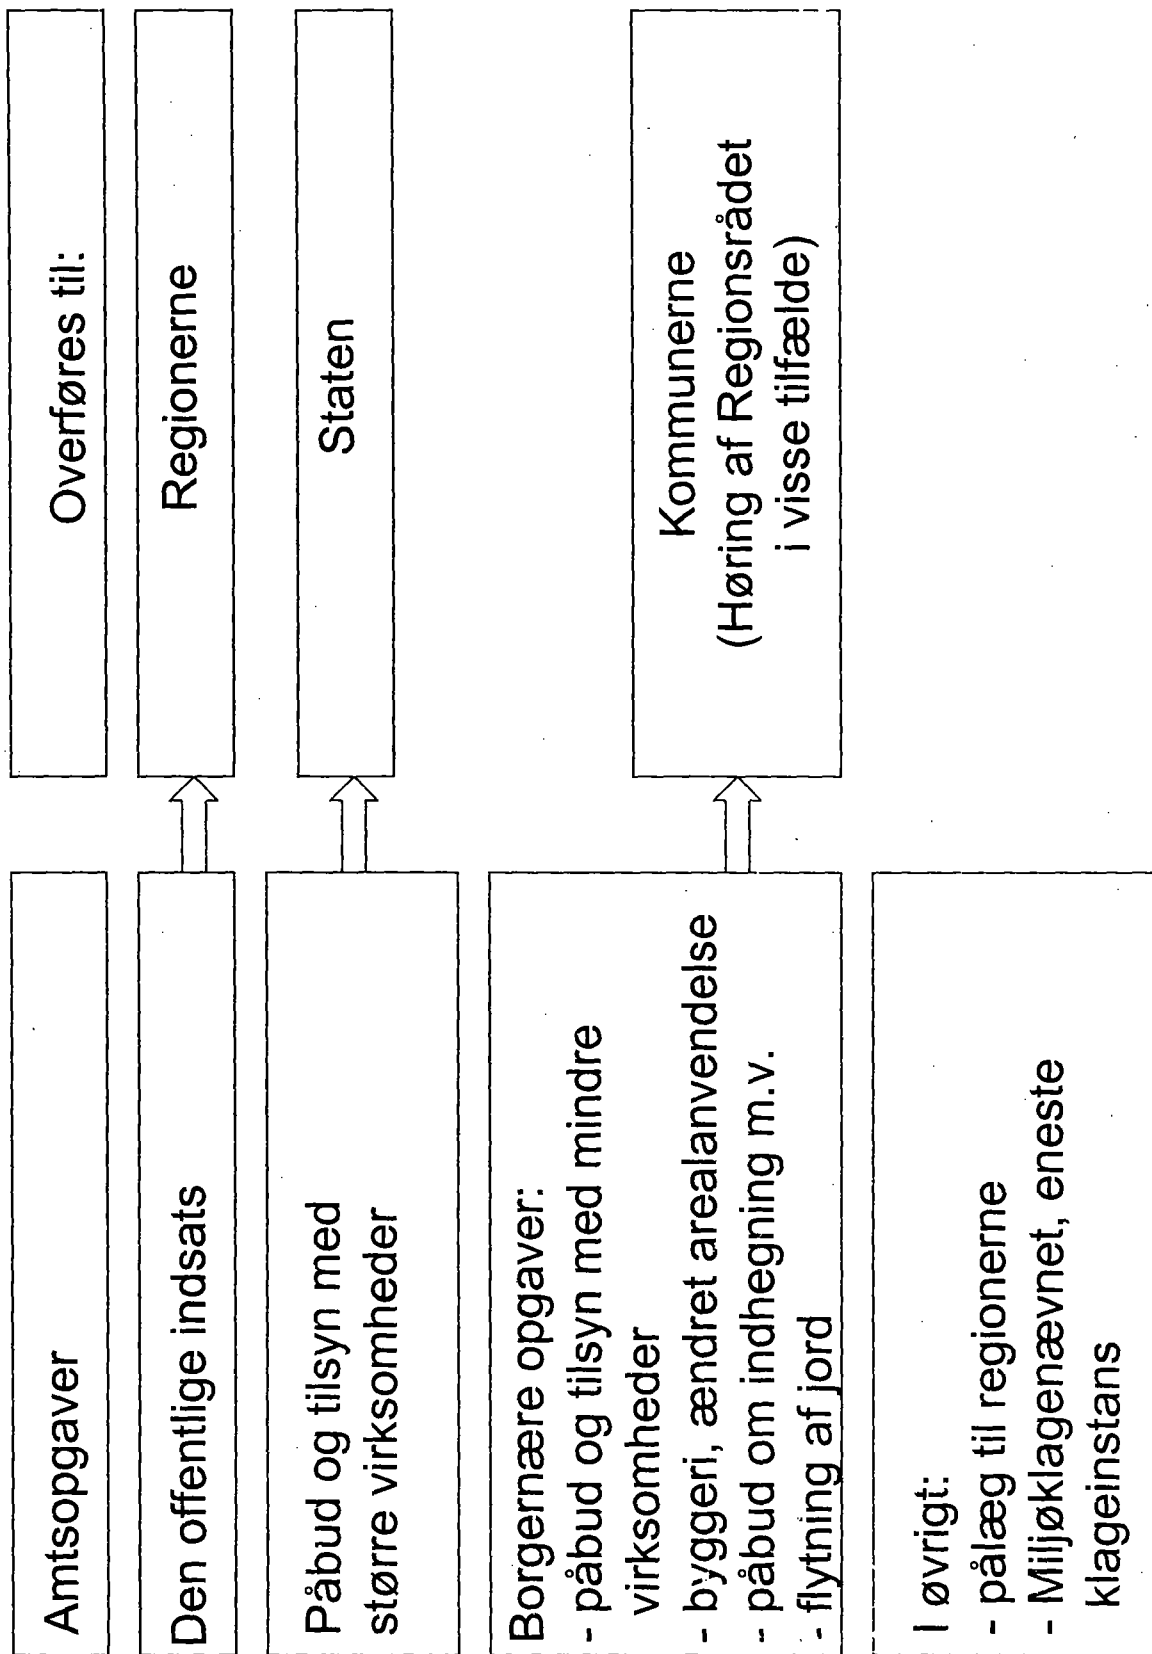 Amtsopgaver
Overføres til:
Den offentlige indsats
Regionerne
Påbud og tilsyn med
større virksomheder
Staten
Borgernære opgaver:
- påbud og tilsyn med mindre
virksomheder
- byggeri, ændret arealanvendelse
- påbud om indhegning m.v.
- flytning af jord
Kommunerne
(Høring af Regionsrådet
i visse tilfælde)
I øvrigt:
- pålæg til regionerne
- Miljøklagenævnet, eneste
klageinstans